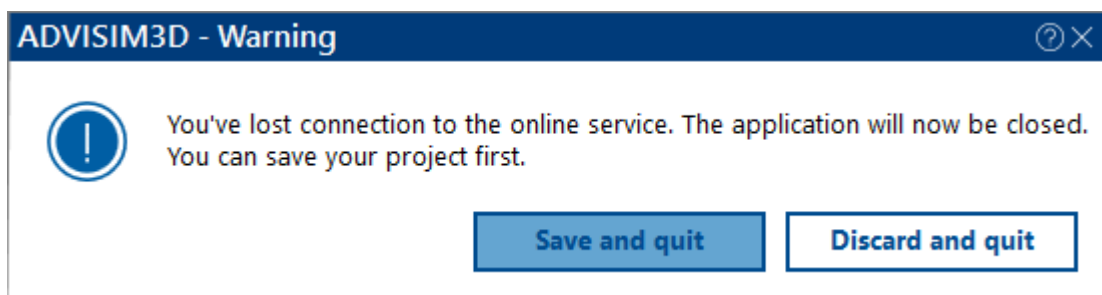 ADVISIM3D - Warning
You've lost connection to the online service. The application will now be closed.
You can save your project first.
Save and quit
Discard and quit